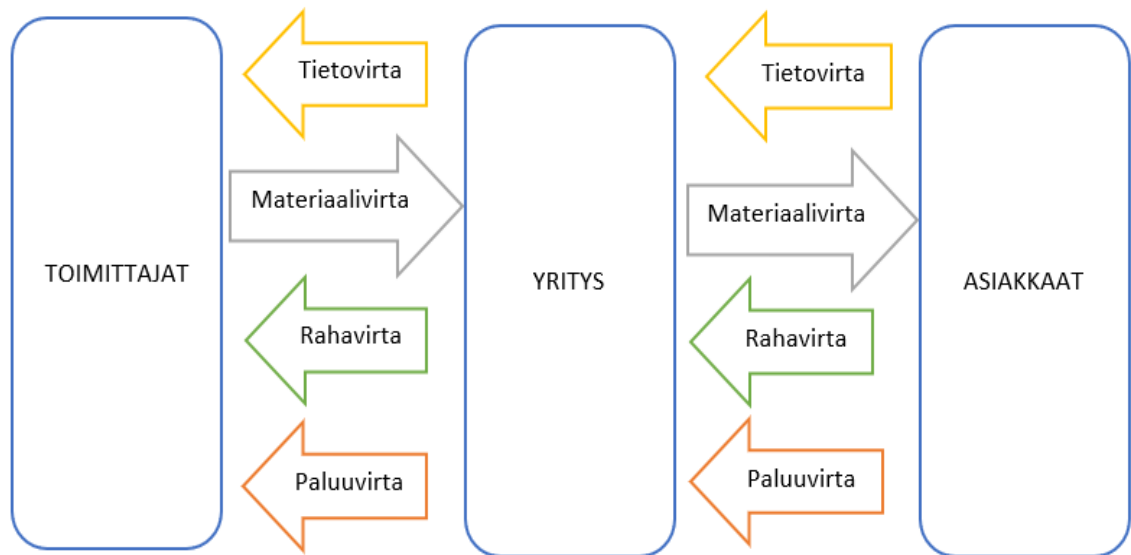 Tietovirta
Tietovirta
Materiaalivirta
Materiaalivirta
TOIMITTAJAT
YRITYS
ASIAKKAAT
Rahavirta
Rahavirta
Paluuvirta
Paluuvirta